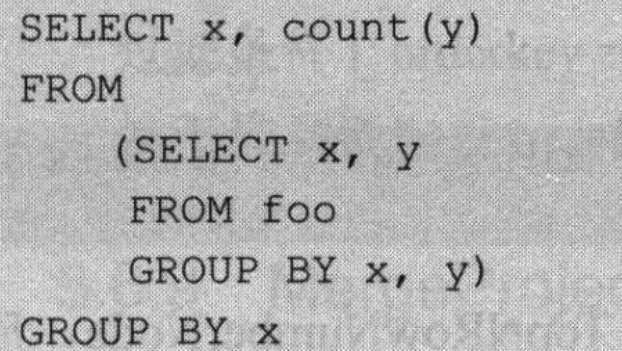 SELECT x, count(y)
FROM
(SELECT x, y
FROM foo
GROUP BY x, y)
GROUP BY x